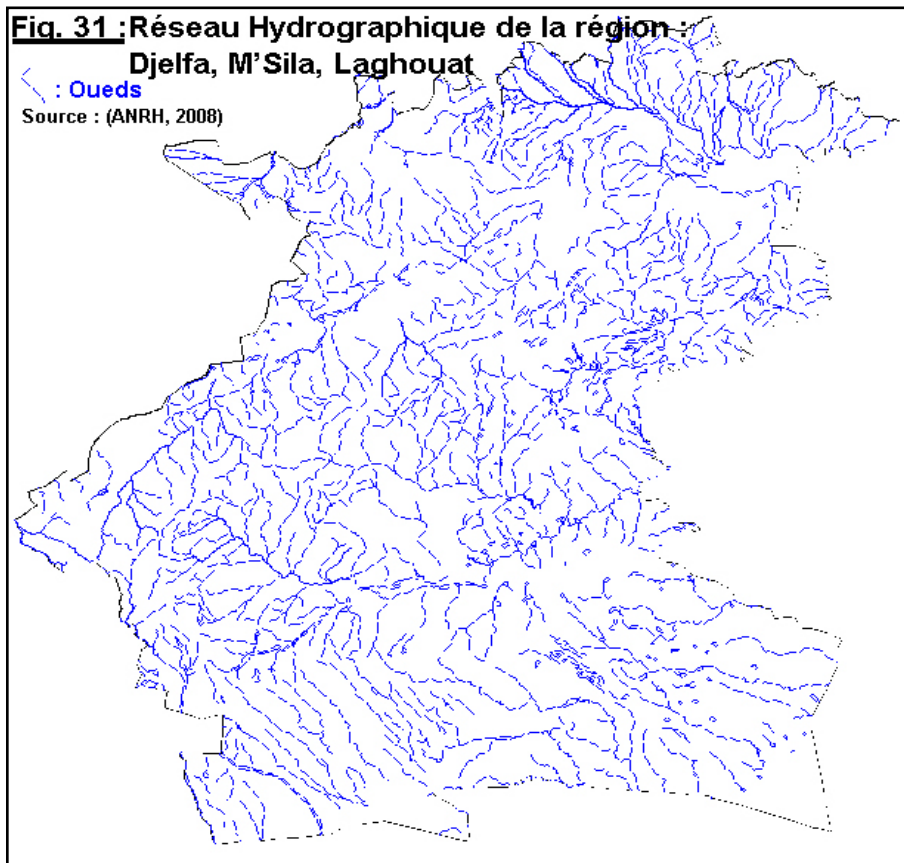 Fig. 31 :Réseau Hydrographique de la région :
Djelfa, M'Sila, Laghouat
: Oueds
Source : (ANRH, 2008)